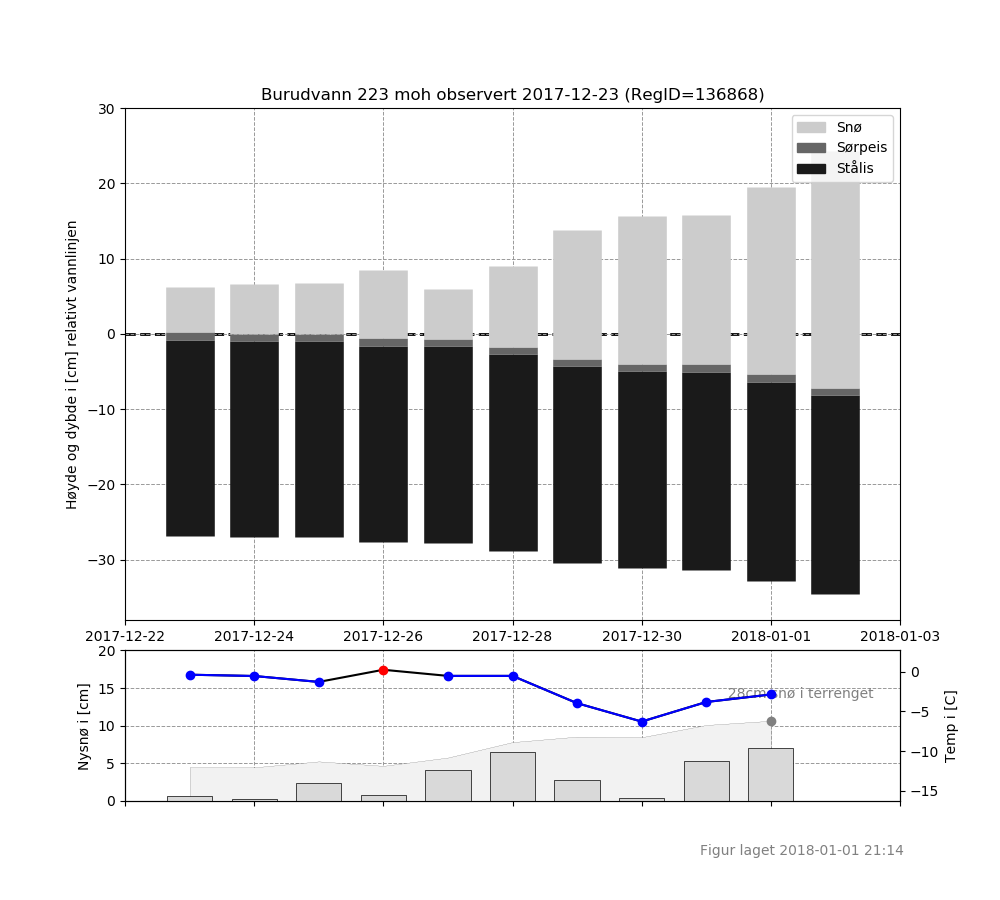 Burudvann 223 moh observert 2017-12-23 (RegID=136868)
Høyde og dybde i [cm] relativt vannlinjen
30
20
10
0
−10
−20
−30
Snø
Sørpeis
Stålis
2017-12-22 2017-12-24 2017-12-26 2017-12-28 2017-12-30 2018-01-01 2018-01-03
Nysnø i [cm]
20
15
10
5
0
28cm snø i terrenget
0
−5
−10
−15
Temp i [C]
Figur laget 2018-01-01 21:14